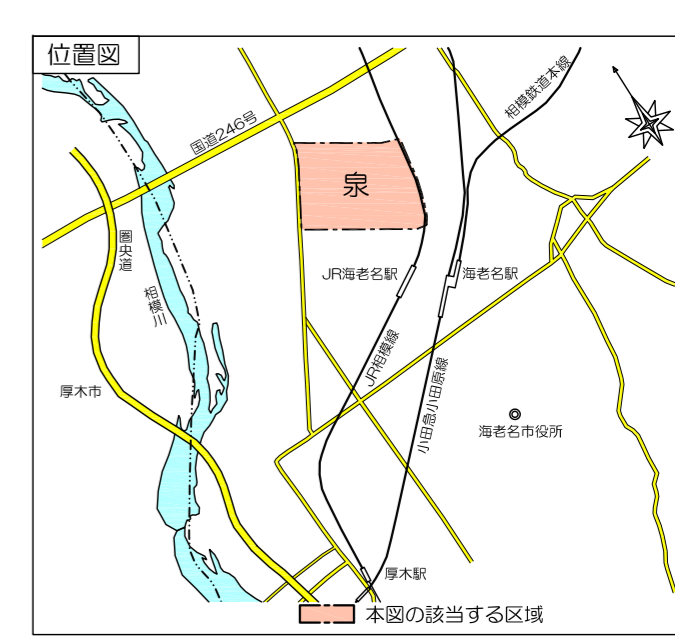 位置図
国道246号
相模鉄道本線
泉
圏央道
JR海老名駅
海老名駅
相模川
JR相模線
小田急小田原線
厚木市
海老名市役所
厚木駅
本図の該当する区域